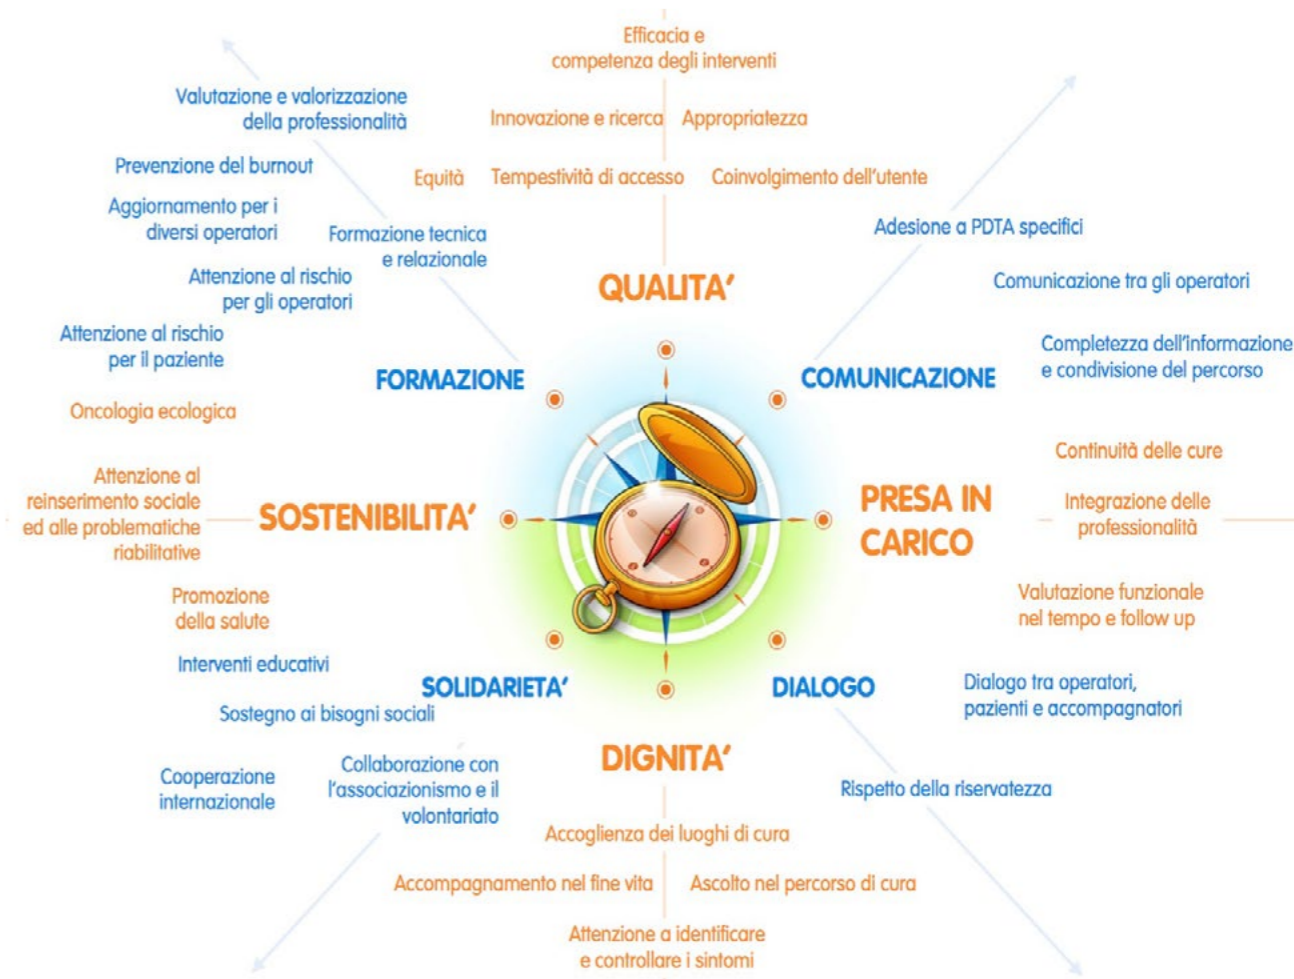 Efficacia e
competenza degli interventi
Innovazione e ricerca
Appropriatezza
Equità
Tempestività di accesso
Coinvolgimento dell'utente
QUALITA'
Valutazione e valorizzazione
della professionalità
Prevenzione del burnout
Aggiornamento per i
diversi operatori
Formazione tecnica
e relazionale
Attenzione al rischio
per gli operatori
Attenzione al rischio
per il paziente
FORMAZIONE
Adesione a PDTA specifici
Comunicazione tra gli operatori
Completezza dell'informazione
e condivisione del percorso
COMUNICAZIONE
Oncologia ecologica
Attenzione al
reinserimento sociale
ed alle problematiche
riabilitative
SOSTENIBILITA'
Promozione
della salute
Continuità delle cure
PRESA IN
CARICO
Integrazione delle
professionalità
Valutazione funzionale
nel tempo e follow up
Interventi educativi
SOLIDARIETA'
Sostegno ai bisogni sociali
Cooperazione
internazionale
Collaborazione con
l'associazionismo e il
volontariato
DIALOGO
Dialogo tra operatori,
pazienti e accompagnatori
Rispetto della riservatezza
DIGNITA'
Accoglienza dei luoghi di cura
Accompagnamento nel fine vita
Ascolto nel percorso di cura
Attenzione a identificare
e controllare i sintomi